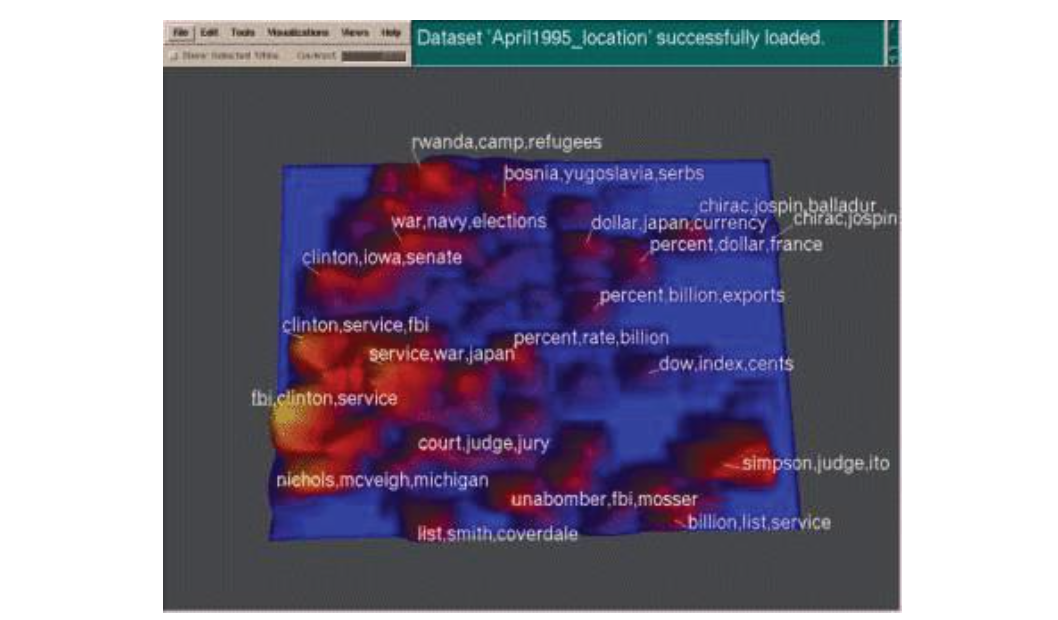 File Edit Tools Visualizations Views Help
Dataset 'April1995_location' successfully loaded.
rwanda,camp,refugees
bosnia,yugoslavia,serbs
chirac,jospin,balladur
war,navy,elections
dollar,japan,currency
chirac,jospin
percent,dollar,france
clinton,iowa,senate
percent,billion,exports
clinton,service,fbi
percent,rate,billion
service,war,japan
dow,index,cents
fbi,clinton,service
court,judge,jury
simpson,judge,ito
nichols,mcveigh,michigan
unabomber,fbi,mosser
billion,list,service
list,smith,coverdale